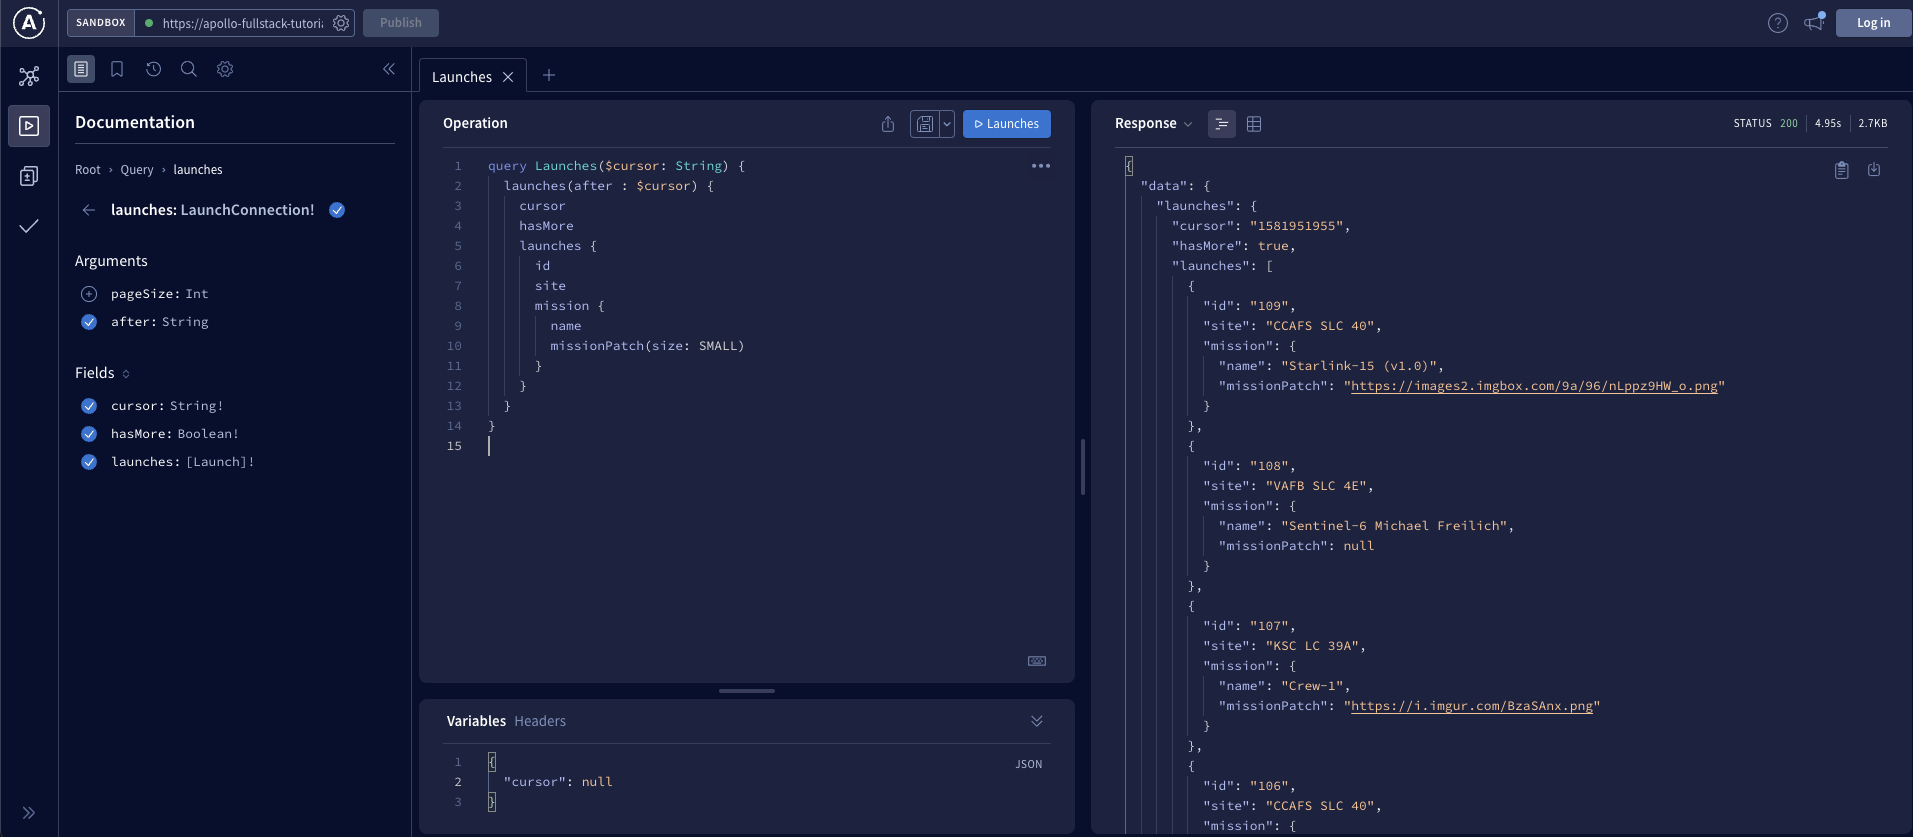 A
SANDBOX
https://apollo-fullstack-tutoria
Publish
?
Log in
Documentation
Root › Query › launches
launches: LaunchConnection!
Arguments
pageSize: Int
after: String
Fields
cursor: String!
hasMore: Boolean!
launches: [Launch]!
Launches
Operation
Launches
1 query Launches($cursor: String) {
2 launches(after : $cursor) {
3 cursor
4 hasMore
5 launches {
6 id
7 site
8 mission {
9 name
10 missionPatch(size: SMALL)
11 }
12 }
13 }
14 }
15
Variables Headers
JSON
1 {
2 "cursor": null
3 }
Response
STATUS 200 4.95s 2.7KB
{
"data": {
"launches": {
"cursor": "1581951955",
"hasMore": true,
"launches": [
{
"id": "109",
"site": "CCAFS SLC 40",
"mission": {
"name": "Starlink-15 (v1.0)",
"missionPatch": "https://images2.imgbox.com/9a/96/nLppz9HW_o.png"
}
},
{
"id": "108",
"site": "VAFB SLC 4E",
"mission": {
"name": "Sentinel-6 Michael Freilich",
"missionPatch": null
}
},
{
"id": "107",
"site": "KSC LC 39A",
"mission": {
"name": "Crew-1",
"missionPatch": "https://i.imgur.com/BzaSAnx.png"
}
},
{
"id": "106",
"site": "CCAFS SLC 40",
"mission": {